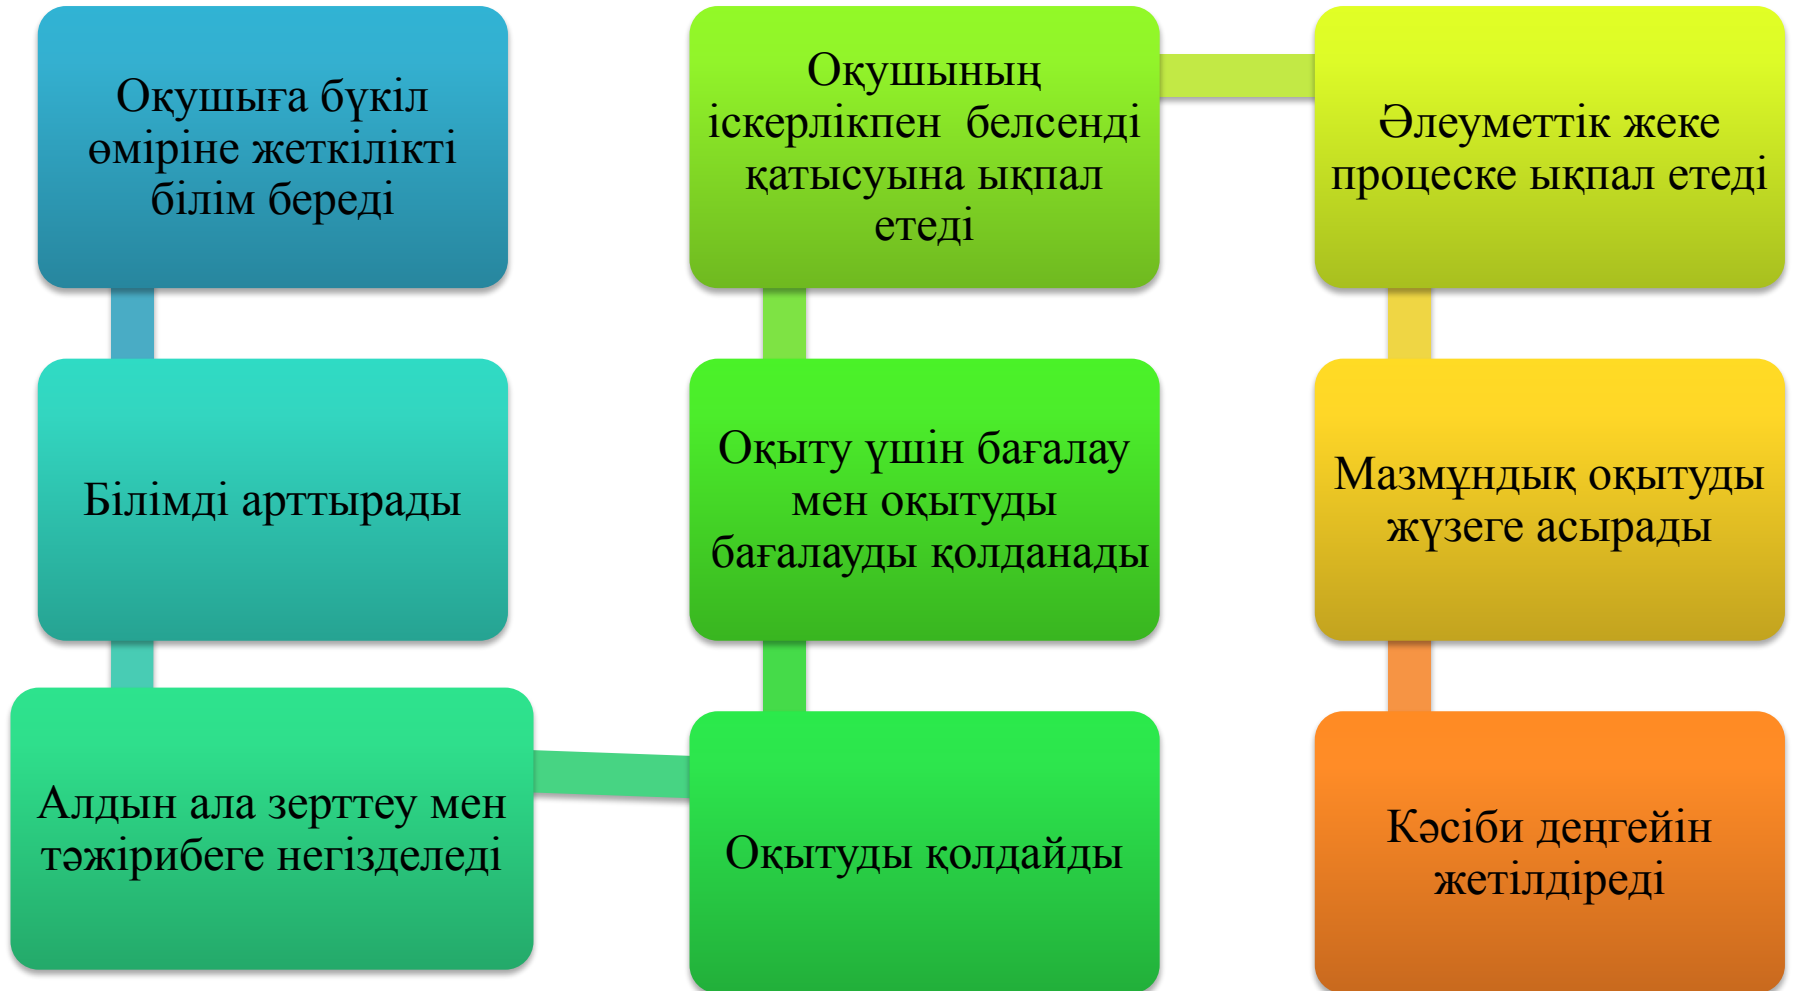 Оқушыға бүкіл
өміріне жеткілікті
білім береді
Білімді арттырады
Алдын ала зерттеу мен
тәжірибеге негізделеді
Оқытуды қолдайды
Оқыту үшін бағалау
мен оқытуды
бағалауды қолданады
Оқушының
іскерлікпен белсенді
қатысуына ықпал
етеді
Әлеуметтік жеке
процеске ықпал етеді
Мазмұндық оқытуды
жүзеге асырады
Кәсіби деңгейін
жетілдіреді